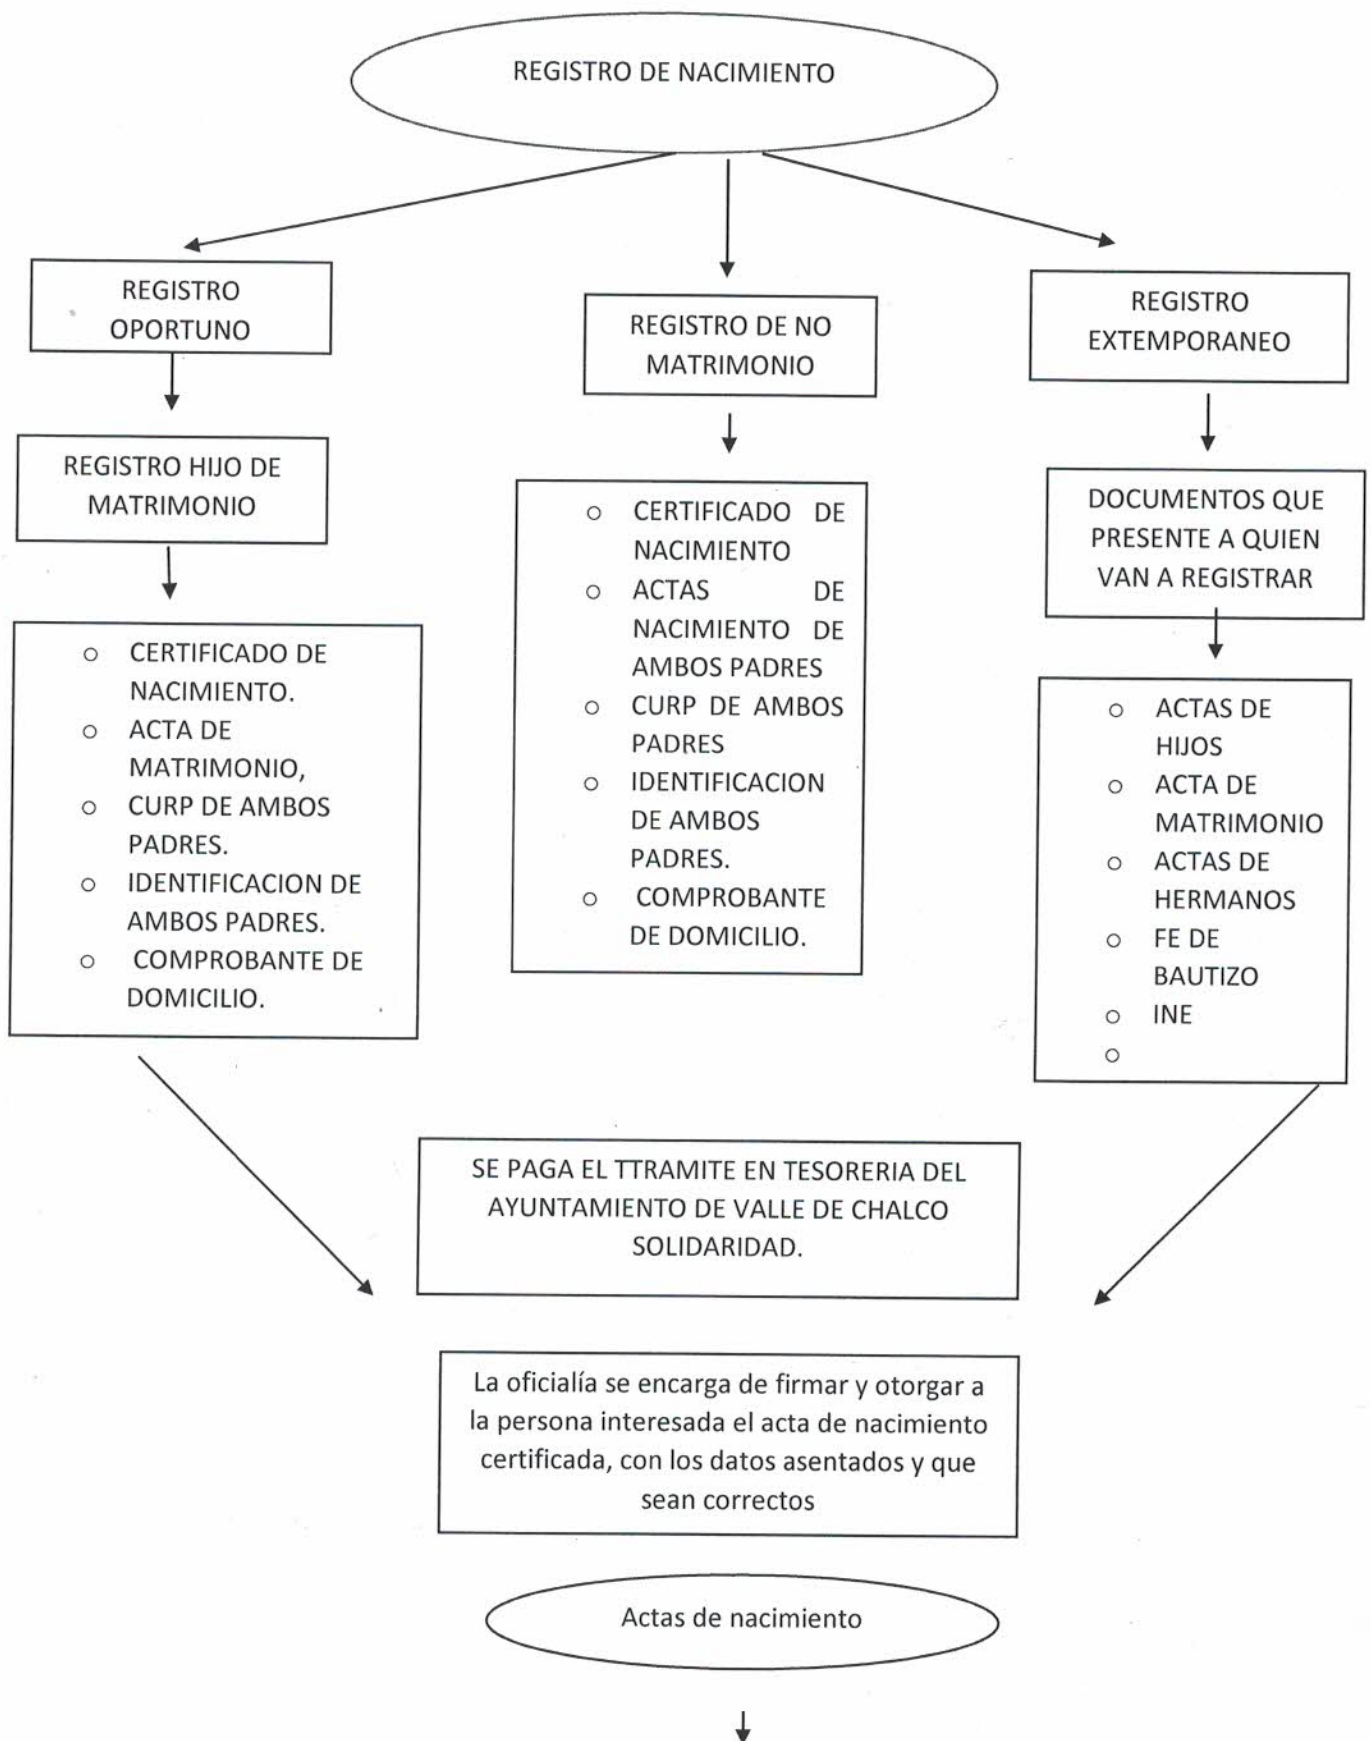 REGISTRO DE NACIMIENTO
REGISTRO
OPORTUNO
REGISTRO HIJO DE
MATRIMONIO
○ CERTIFICADO DE
NACIMIENTO.
○ ACTA DE
MATRIMONIO,
○ CURP DE AMBOS
PADRES.
○ IDENTIFICACION DE
AMBOS PADRES.
○ COMPROBANTE DE
DOMICILIO.
REGISTRO DE NO
MATRIMONIO
○ CERTIFICADO DE
NACIMIENTO
○ ACTAS DE
NACIMIENTO DE
AMBOS PADRES
○ CURP DE AMBOS
PADRES
○ IDENTIFICACION
DE AMBOS
PADRES.
○ COMPROBANTE
DE DOMICILIO.
REGISTRO
EXTEMPORANEO
DOCUMENTOS QUE
PRESENTE A QUIEN
VAN A REGISTRAR
○ ACTAS DE
HIJOS
○ ACTA DE
MATRIMONIO
○ ACTAS DE
HERMANOS
○ FE DE
BAUTIZO
○ INE
○
SE PAGA EL TTRAMITE EN TESORERIA DEL
AYUNTAMIENTO DE VALLE DE CHALCO
SOLIDARIDAD.
La oficialía se encarga de firmar y otorgar a
la persona interesada el acta de nacimiento
certificada, con los datos asentados y que
sean correctos
Actas de nacimiento